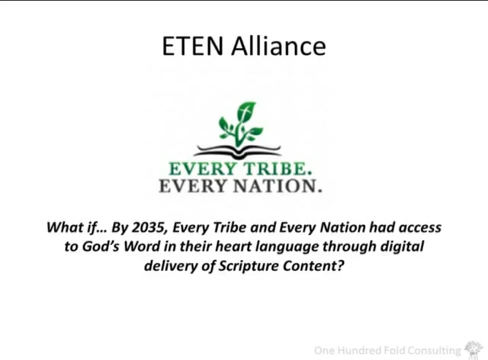 ETEN Alliance
EVERY TRIBE.
EVERY NATION.
What if... By 2035, Every Tribe and Every Nation had access
to God's Word in their heart language through digital
delivery of Scripture Content?
One Hundred Fold Consulting